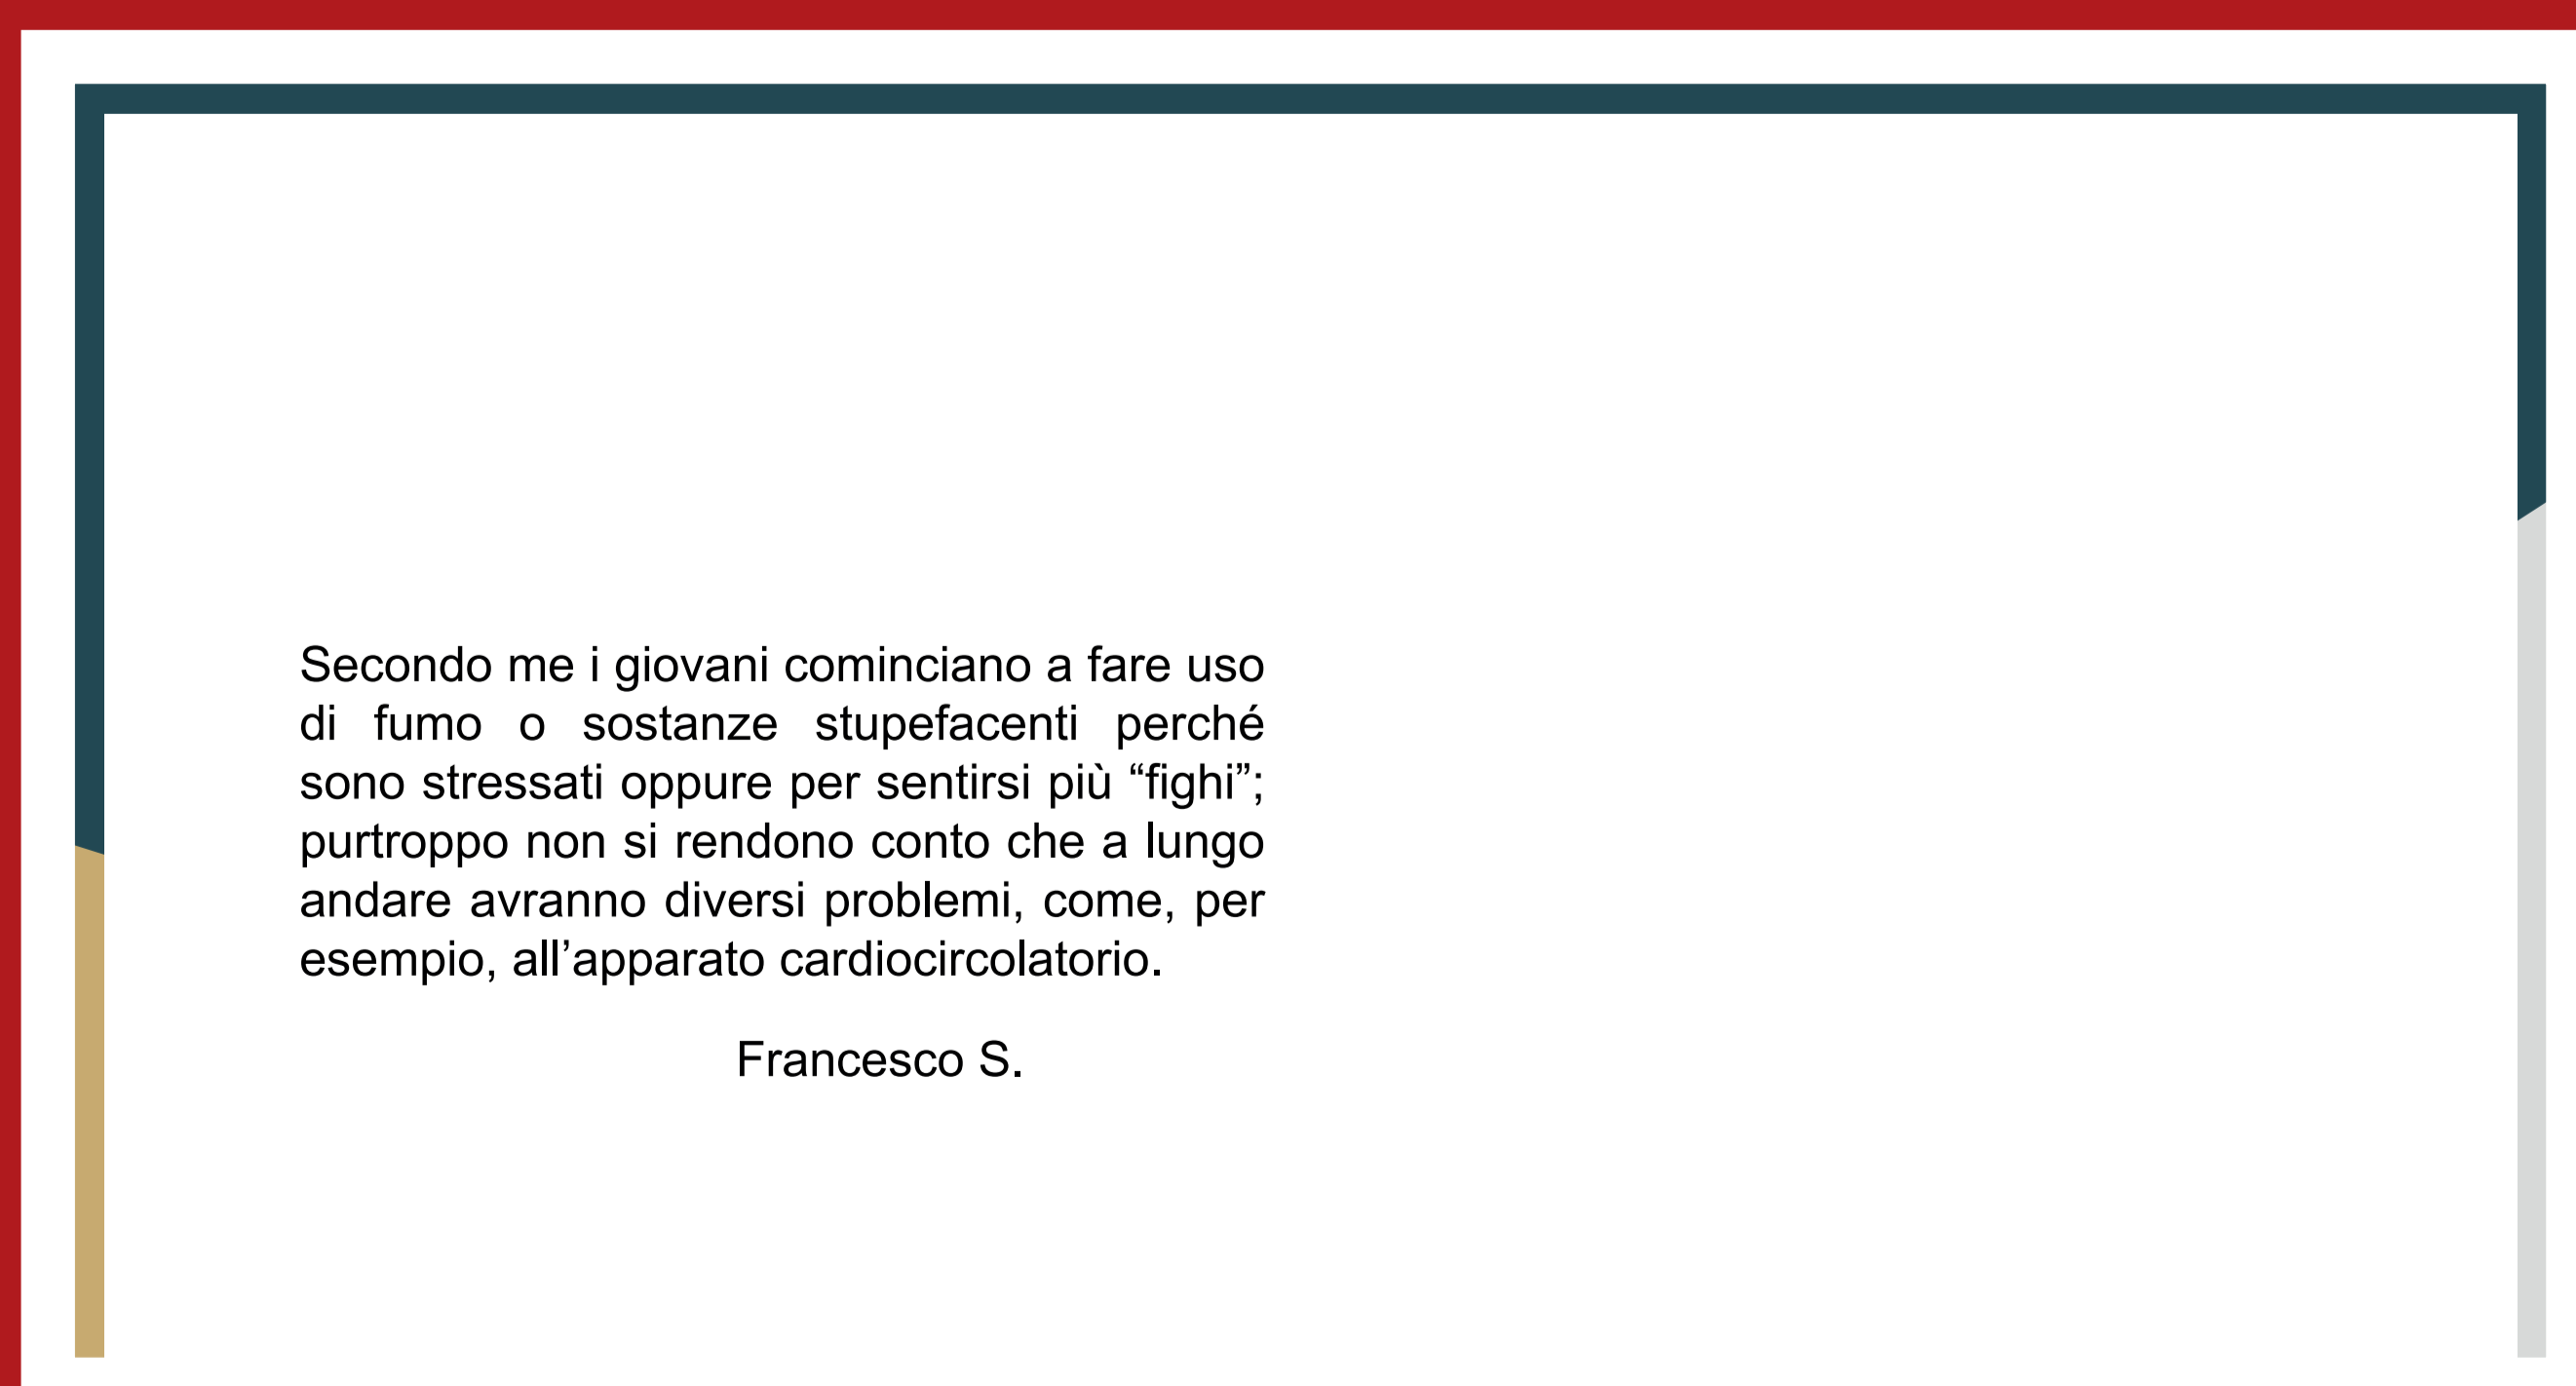 Secondo me i giovani cominciano a fare uso
di fumo o sostanze stupefacenti perché
sono stressati oppure per sentirsi più “fighi”;
purtroppo non si rendono conto che a lungo
andare avranno diversi problemi, come, per
esempio, all’apparato cardiocircolatorio.
Francesco S.